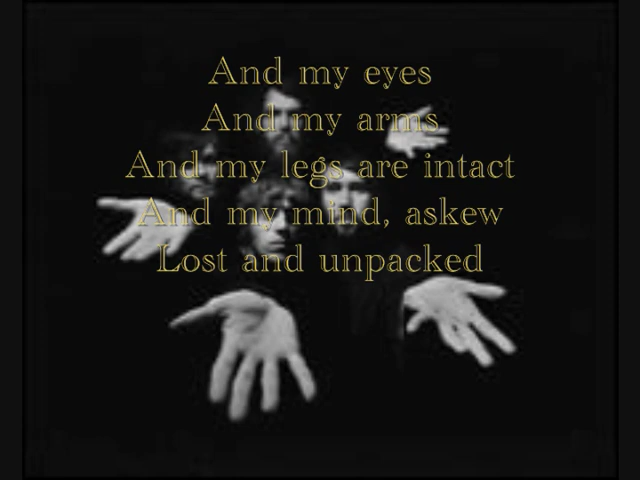 And my eyes
And my arms
And my legs are intact
And my mind, askew
Lost and unpacked